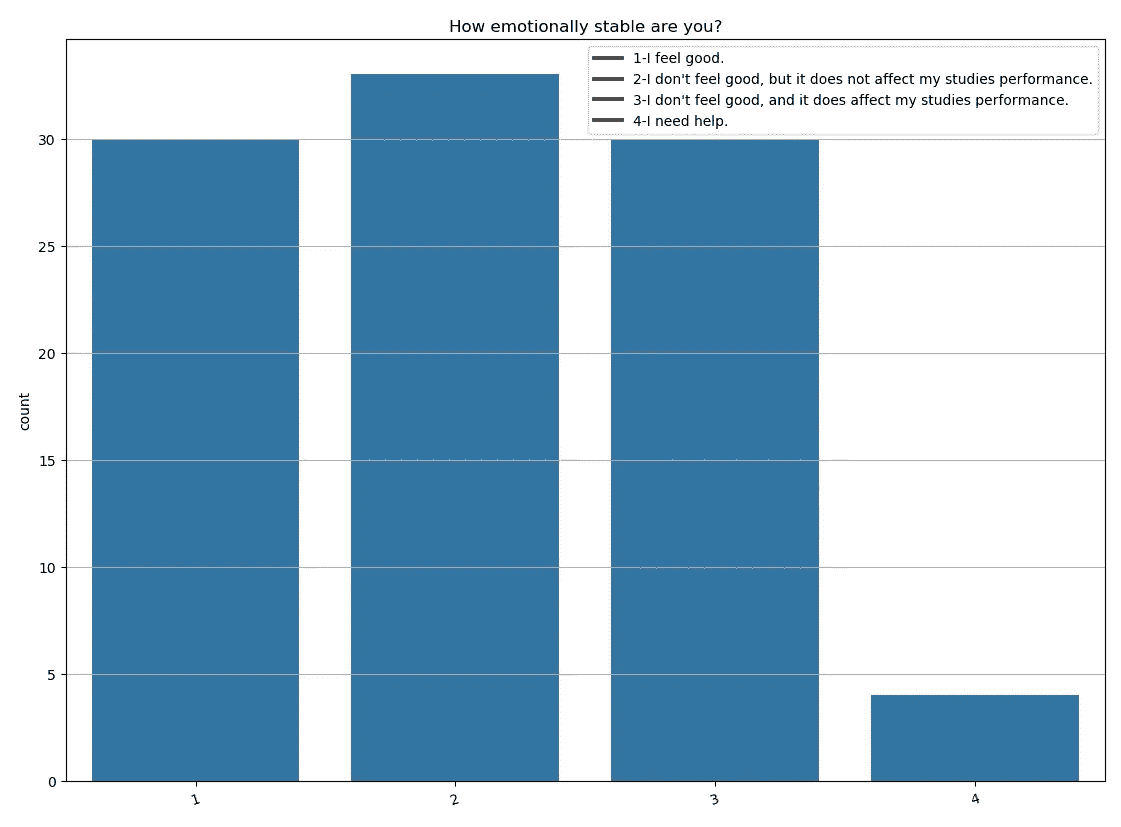 How emotionally stable are you?
1-I feel good.
2-I don't feel good, but it does not affect my studies performance.
3-I don't feel good, and it does affect my studies performance.
4-I need help.
30
25
20
15
10
5
0
count
1
2
3
4